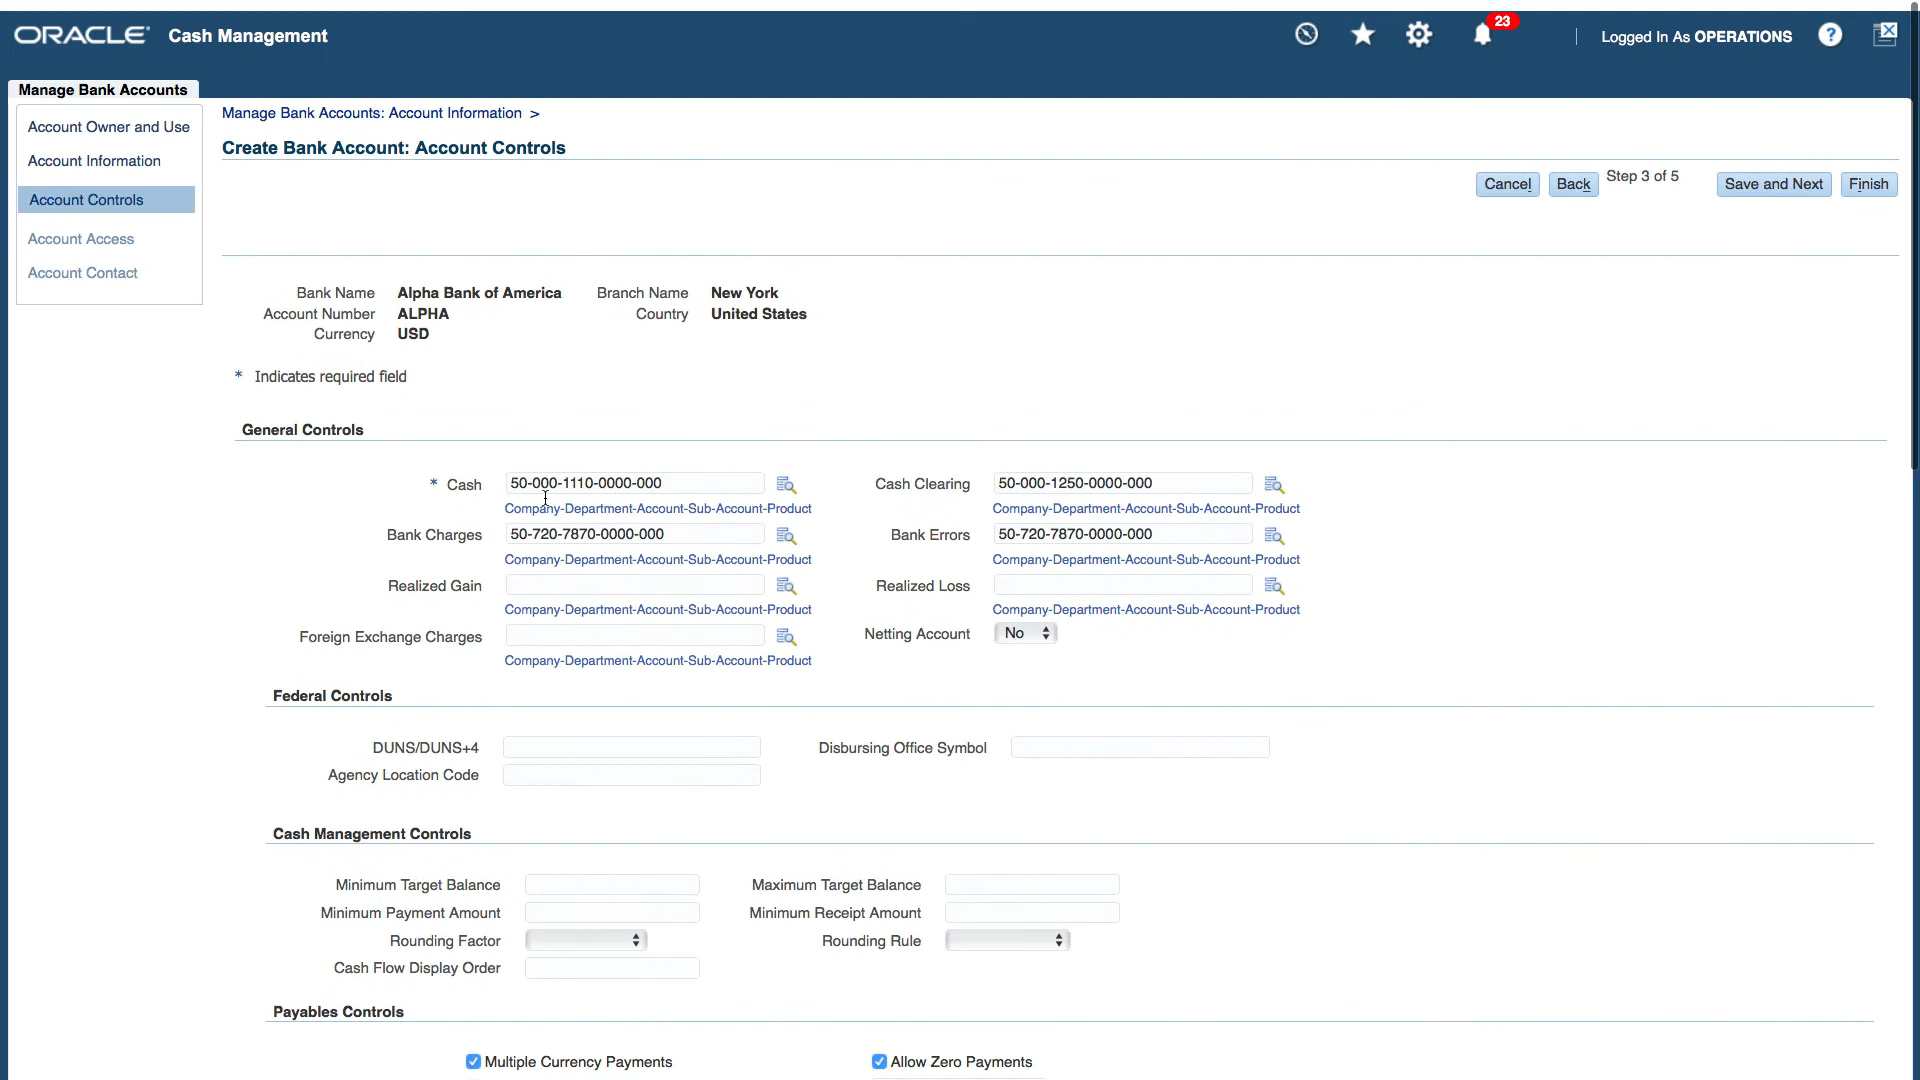 ORACLE Cash Management 23 Logged In As OPERATIONS ?
Manage Bank Accounts
Account Owner and Use
Account Information
Account Controls
Account Access
Account Contact
Manage Bank Accounts: Account Information >
Create Bank Account: Account Controls
Cancel Back Step 3 of 5 Save and Next Finish
Bank Name Alpha Bank of America Branch Name New York
Account Number ALPHA Country United States
Currency USD
* Indicates required field
General Controls
* Cash 50-000-1110-0000-000 Cash Clearing 50-000-1250-0000-000
Company-Department-Account-Sub-Account-Product Company-Department-Account-Sub-Account-Product
Bank Charges 50-720-7870-0000-000 Bank Errors 50-720-7870-0000-000
Company-Department-Account-Sub-Account-Product Company-Department-Account-Sub-Account-Product
Realized Gain Realized Loss
Company-Department-Account-Sub-Account-Product Company-Department-Account-Sub-Account-Product
Foreign Exchange Charges Netting Account No
Company-Department-Account-Sub-Account-Product
Federal Controls
DUNS/DUNS+4 Disbursing Office Symbol
Agency Location Code
Cash Management Controls
Minimum Target Balance Maximum Target Balance
Minimum Payment Amount Minimum Receipt Amount
Rounding Factor Rounding Rule
Cash Flow Display Order
Payables Controls
Multiple Currency Payments Allow Zero Payments